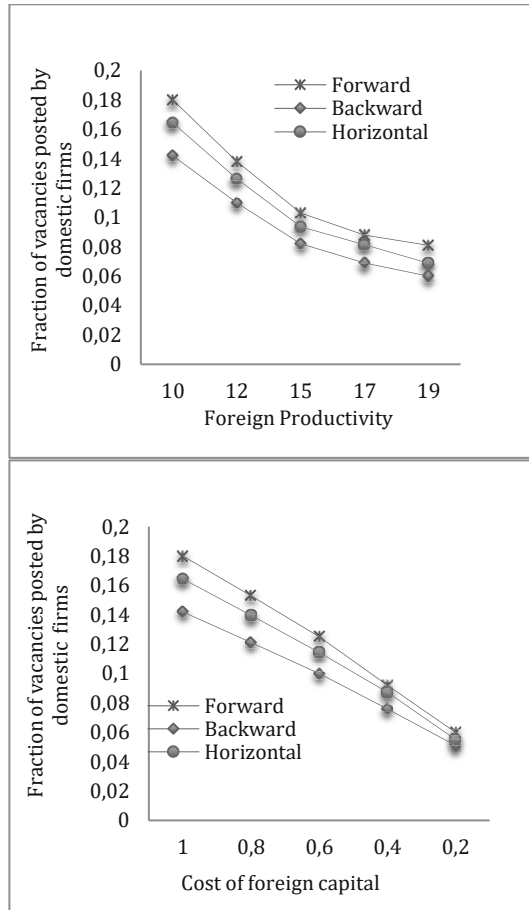 0,2
0,18
0,16
0,14
0,12
0,1
0,08
0,06
0,04
0,02
0
Fraction of vacancies posted by
domestic firms
Forward
Backward
Horizontal
10 12 15 17 19
Foreign Productivity
0,2
0,18
0,16
0,14
0,12
0,1
0,08
0,06
0,04
0,02
0
Fraction of vacancies posted by
domestic firms
Forward
Backward
Horizontal
1 0,8 0,6 0,4 0,2
Cost of foreign capital